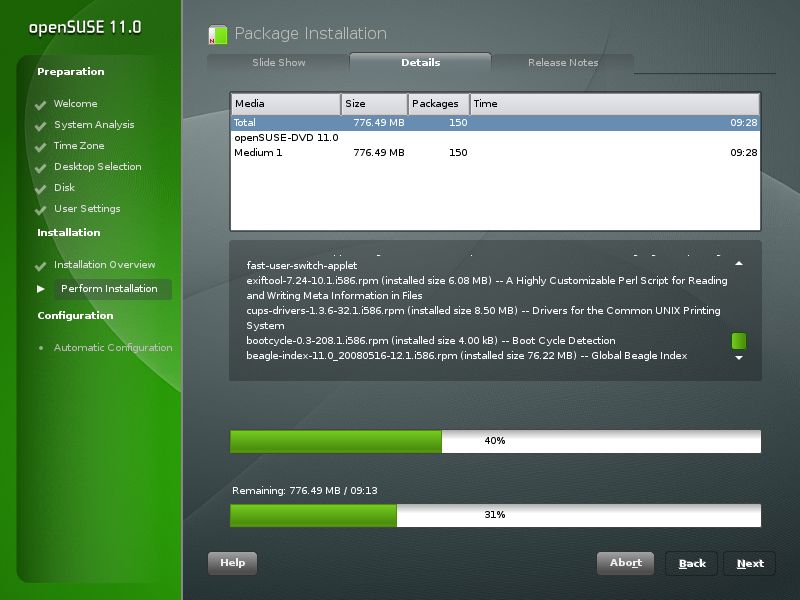 openSUSE 11.0
Preparation
Welcome
System Analysis
Time Zone
Desktop Selection
Disk
User Settings
Installation
Installation Overview
Perform Installation
Configuration
Automatic Configuration
Package Installation
Slide Show Details Release Notes
Media Size Packages Time
Total 776.49 MB 150 09:28
openSUSE-DVD 11.0
Medium 1 776.49 MB 150 09:28
fast-user-switch-applet
exiftool-7.24-10.1.i586.rpm (installed size 6.08 MB) -- A Highly Customizable Perl Script for Reading
and Writing Meta Information in Files
cups-drivers-1.3.6-32.1.i586.rpm (installed size 8.50 MB) -- Drivers for the Common UNIX Printing
System
bootcycle-0.3-208.1.i586.rpm (installed size 4.00 kB) -- Boot Cycle Detection
beagle-index-11.0_20080516-12.1.i586.rpm (installed size 76.22 MB) -- Global Beagle Index
40%
Remaining: 776.49 MB / 09:13
31%
Help Abort Back Next